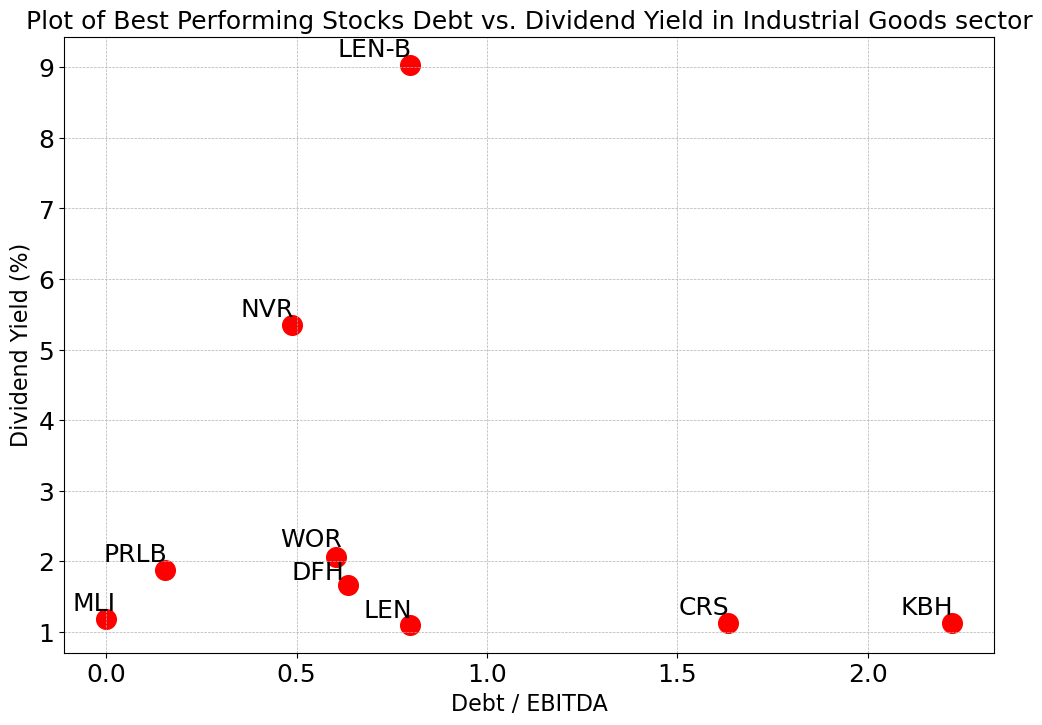 Plot of Best Performing Stocks Debt vs. Dividend Yield in Industrial Goods sector
LEN-B
NVR
WOR
PRLB
DFH
MLI
LEN
CRS
KBH
9
8
7
6
5
4
3
2
1
Dividend Yield (%)
0.0 0.5 1.0 1.5 2.0
Debt / EBITDA